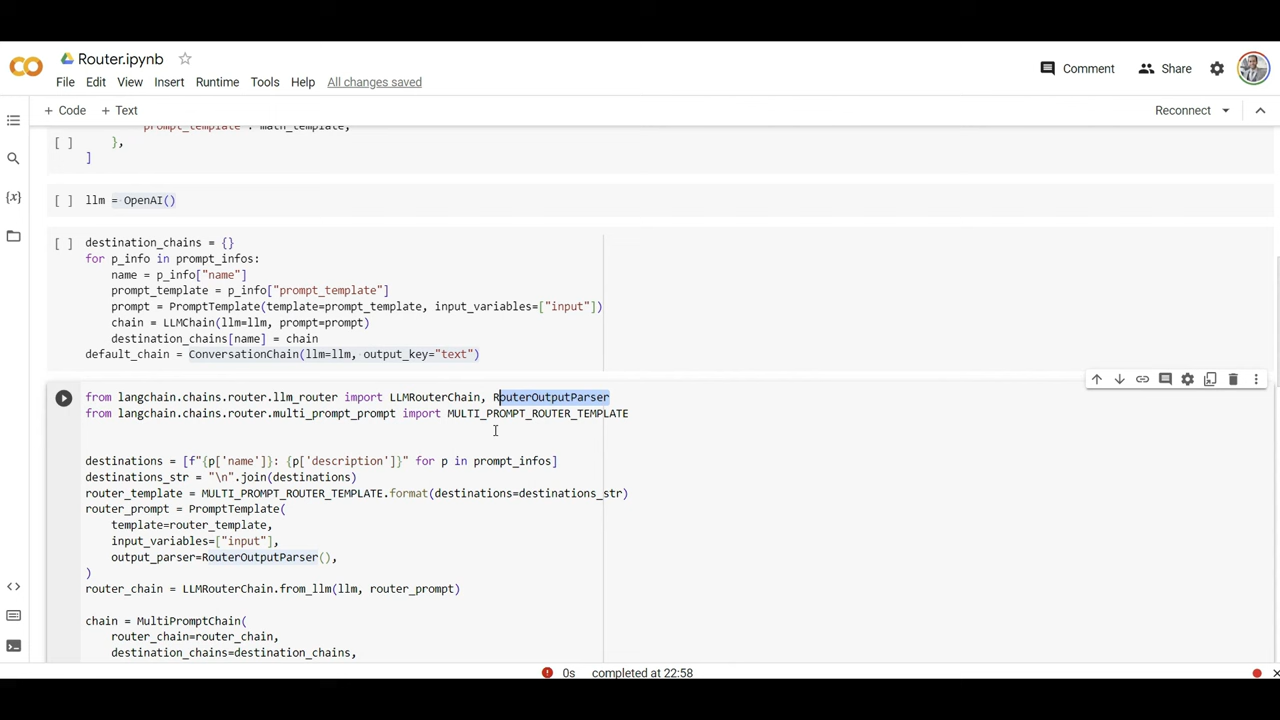 Router.ipynb
File Edit View Insert Runtime Tools Help All changes saved
Comment Share
+ Code + Text
Reconnect
"prompt_template": math_template,
[ ] },
]
[ ] llm = OpenAI()
[ ] destination_chains = {}
for p_info in prompt_infos:
name = p_info["name"]
prompt_template = p_info["prompt_template"]
prompt = PromptTemplate(template=prompt_template, input_variables=["input"])
chain = LLMChain(llm=llm, prompt=prompt)
destination_chains[name] = chain
default_chain = ConversationChain(llm=llm, output_key="text")
from langchain.chains.router.llm_router import LLMRouterChain, RouterOutputParser
from langchain.chains.router.multi_prompt_prompt import MULTI_PROMPT_ROUTER_TEMPLATE
destinations = [f"{p['name']}: {p['description']}" for p in prompt_infos]
destinations_str = "\n".join(destinations)
router_template = MULTI_PROMPT_ROUTER_TEMPLATE.format(destinations=destinations_str)
router_prompt = PromptTemplate(
template=router_template,
input_variables=["input"],
output_parser=RouterOutputParser(),
)
router_chain = LLMRouterChain.from_llm(llm, router_prompt)
chain = MultiPromptChain(
router_chain=router_chain,
destination_chains=destination_chains,
0s completed at 22:58